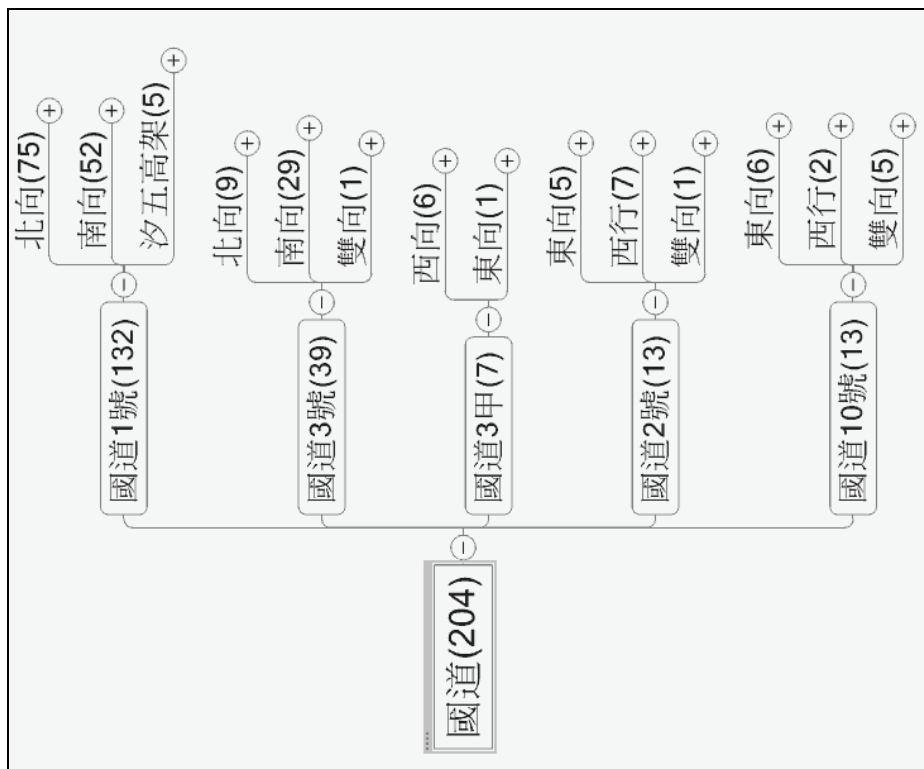 國道(204)
國道1號(132)
北向(75)
南向(52)
汐五高架(5)
國道3號(39)
北向(9)
南向(29)
雙向(1)
國道3甲(7)
西向(6)
東向(1)
國道2號(13)
東向(5)
西行(7)
雙向(1)
國道10號(13)
東向(6)
西行(2)
雙向(5)